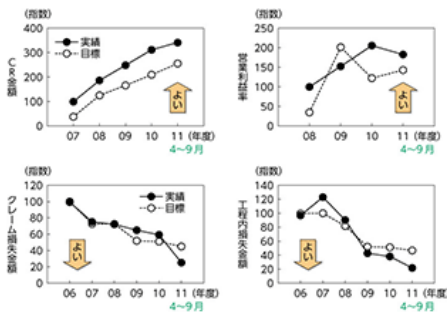 (指数)
CR金額
400
300
200
100
0
実績
目標
よい
07 08 09 10 11 (年度)
4～9月
(指数)
営業利益率
250
200
150
100
50
0
よい
08 09 10 11 (年度)
4～9月
(指数)
クレーム損失金額
120
100
80
60
40
20
0
実績
目標
よい
06 07 08 09 10 11 (年度)
4～9月
(指数)
工程内損失金額
140
120
100
80
60
40
20
0
よい
06 07 08 09 10 11 (年度)
4～9月